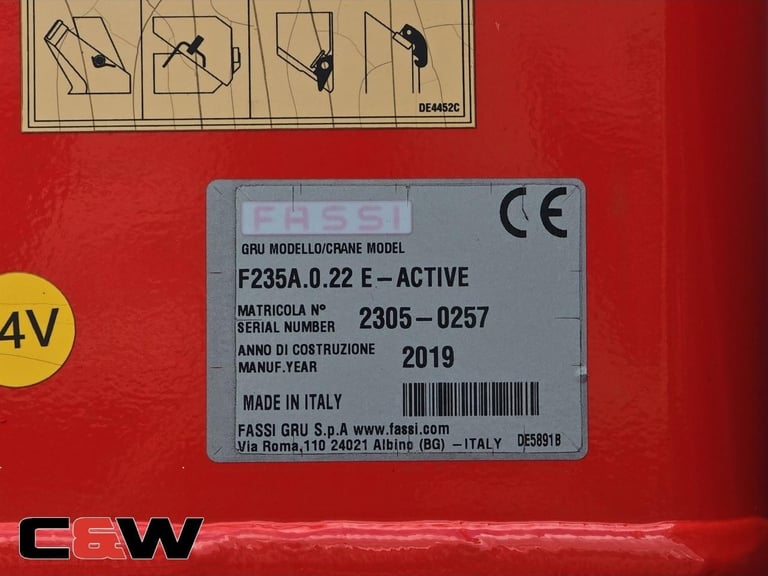 DE4452C
FASSI
CE
GRU MODELLO/CRANE MODEL
F235A.0.22 E-ACTIVE
MATRICOLA Nº
SERIAL NUMBER 2305-0257
ANNO DI COSTRUZIONE
MANUF.YEAR 2019
MADE IN ITALY
FASSI GRU S.p.A www.fassi.com
Via Roma,110 24021 Albino (BG) -ITALY DE5891B
4V
C&W